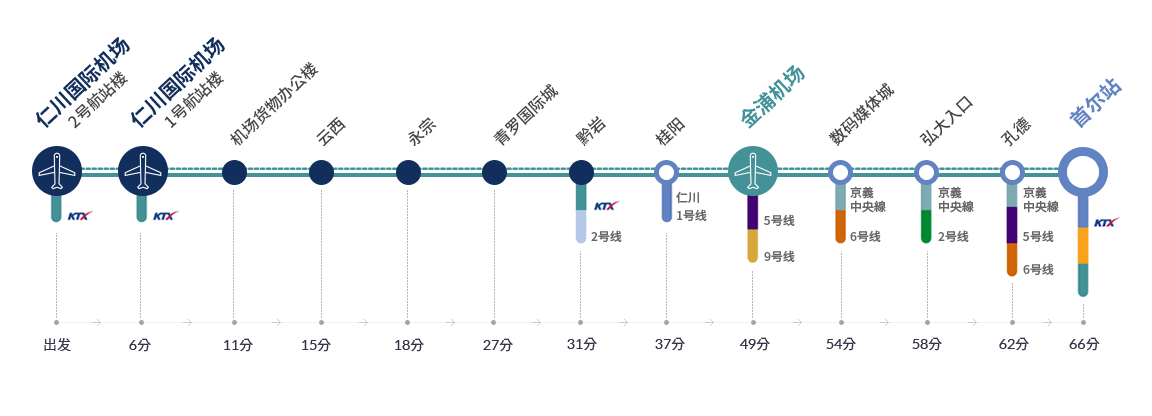 仁川国际机场
2号航站楼
仁川国际机场
1号航站楼
机场货物办公楼
云西
永宗
青罗国际城
黔岩
桂阳
金浦机场
数码媒体城
弘大入口
孔德
首尔站
KTX
KTX
KTX
2号线
仁川
1号线
5号线
9号线
京義
中央線
6号线
京義
中央線
2号线
京義
中央線
5号线
6号线
KTX
出发
6分
11分
15分
18分
27分
31分
37分
49分
54分
58分
62分
66分